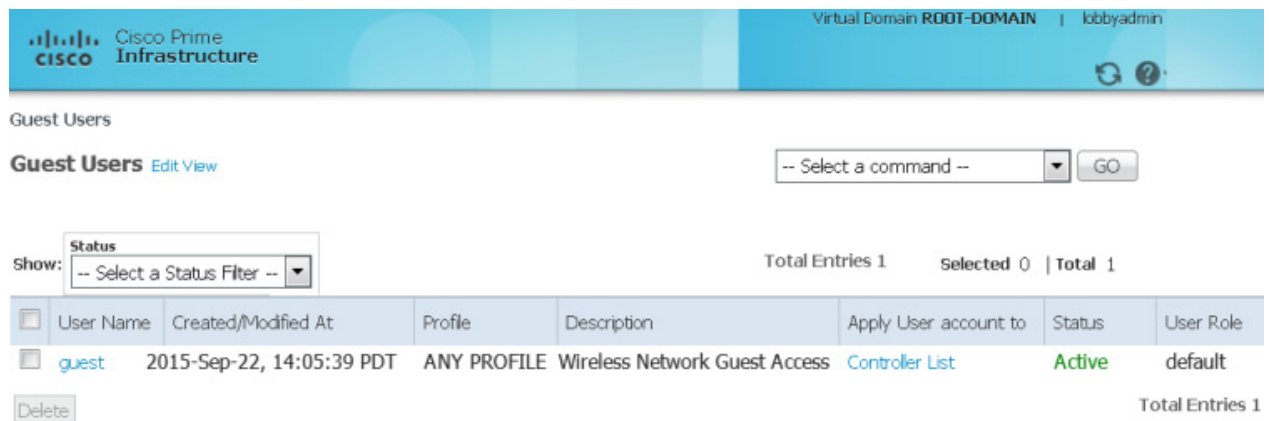 Virtual Domain ROOT-DOMAIN | lobbyadmin
CISCO Cisco Prime Infrastructure
Guest Users
Guest Users Edit View
-- Select a command -- GO
Status
Show: -- Select a Status Filter --
Total Entries 1 Selected 0 | Total 1
User Name Created/Modified At Profile Description Apply User account to Status User Role
guest 2015-Sep-22, 14:05:39 PDT ANY PROFILE Wireless Network Guest Access Controller List Active default
Delete Total Entries 1